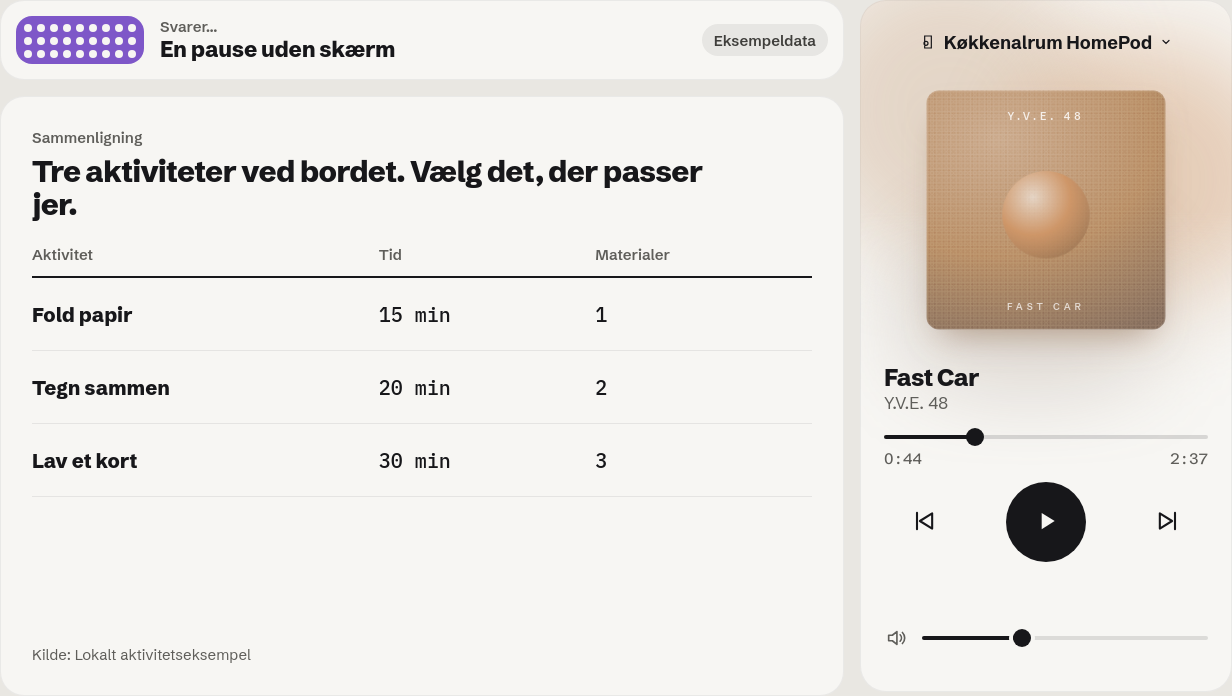 Svarer...
En pause uden skærm
Eksempeldata
Sammenligning
Tre aktiviteter ved bordet. Vælg det, der passer
jer.
Aktivitet Tid Materialer
Fold papir 15 min 1
Tegn sammen 20 min 2
Lav et kort 30 min 3
Kilde: Lokalt aktivitetseksempel
Køkkenalrum HomePod
Y.V.E. 48
FAST CAR
Fast Car
Y.V.E. 48
0:44 2:37